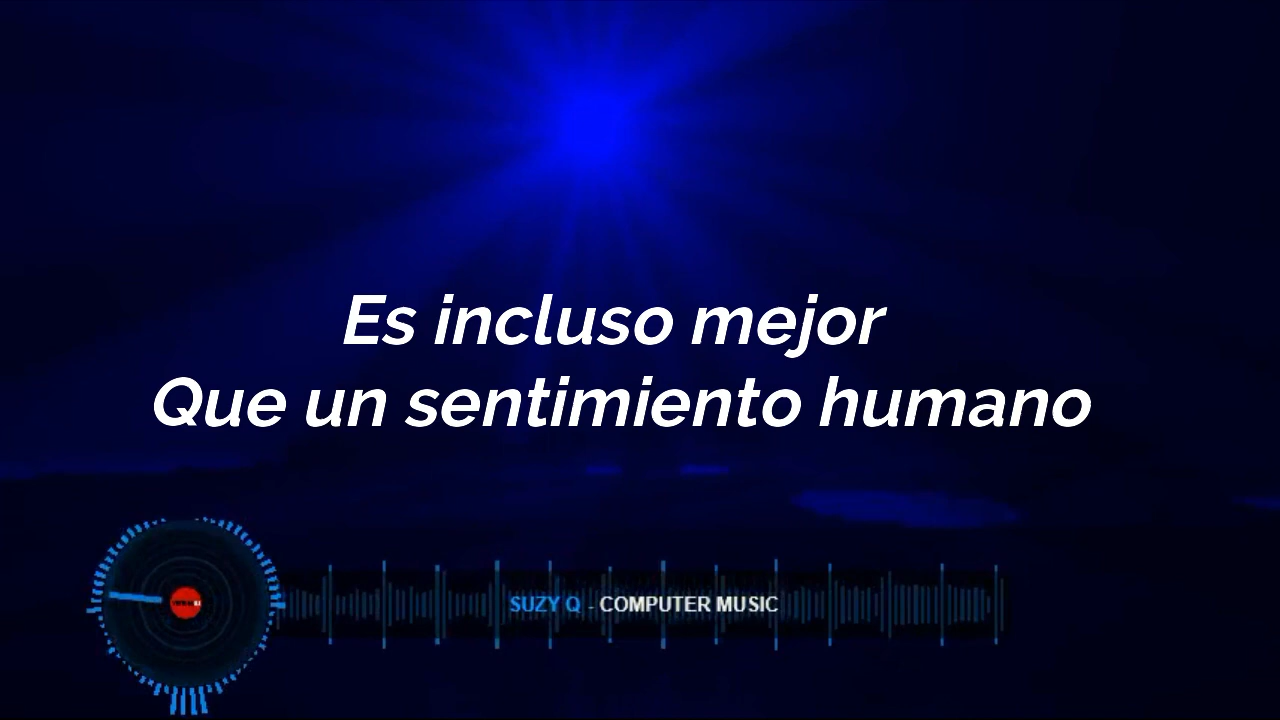 Es incluso mejor
Que un sentimiento humano
SUZY Q - COMPUTER MUSIC